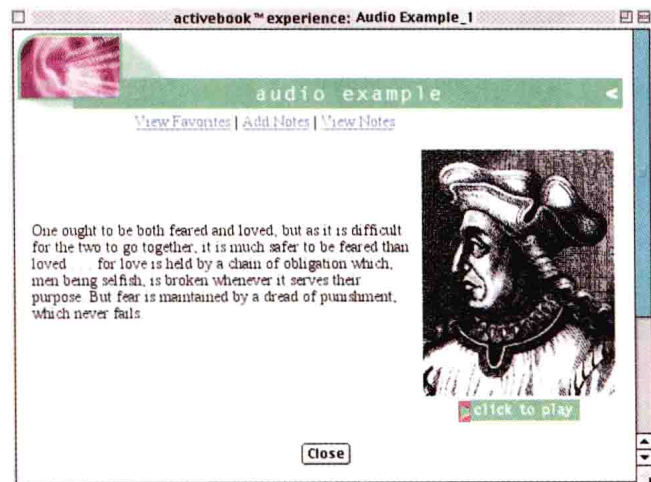 activebook™ experience: Audio Example_1
audio example <
View Favorites | Add Notes | View Notes
One ought to be both feared and loved, but as it is difficult
for the two to go together, it is much safer to be feared than
loved . . . for love is held by a chain of obligation which,
men being selfish, is broken whenever it serves their
purpose. But fear is maintained by a dread of punishment,
which never fails.
click to play
Close